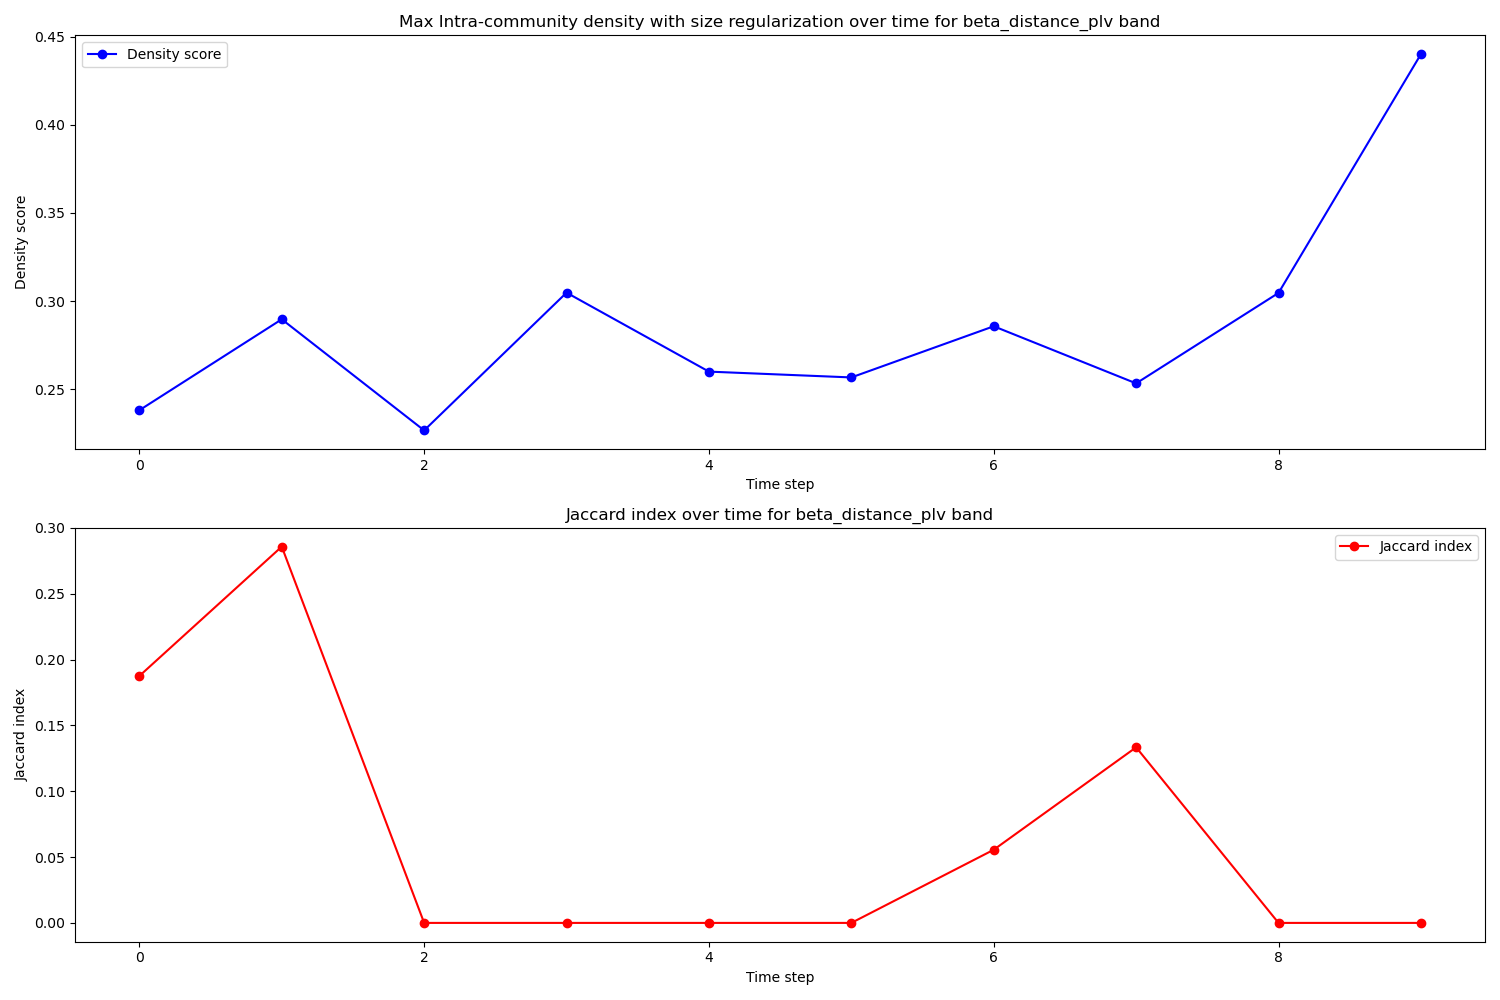 Max Intra-community density with size regularization over time for beta_distance_plv band
Density score
0.45
0.40
0.35
0.30
0.25
Density score
0 2 4 6 8
Time step
Jaccard index over time for beta_distance_plv band
Jaccard index
0.30
0.25
0.20
0.15
0.10
0.05
0.00
Jaccard index
0 2 4 6 8
Time step